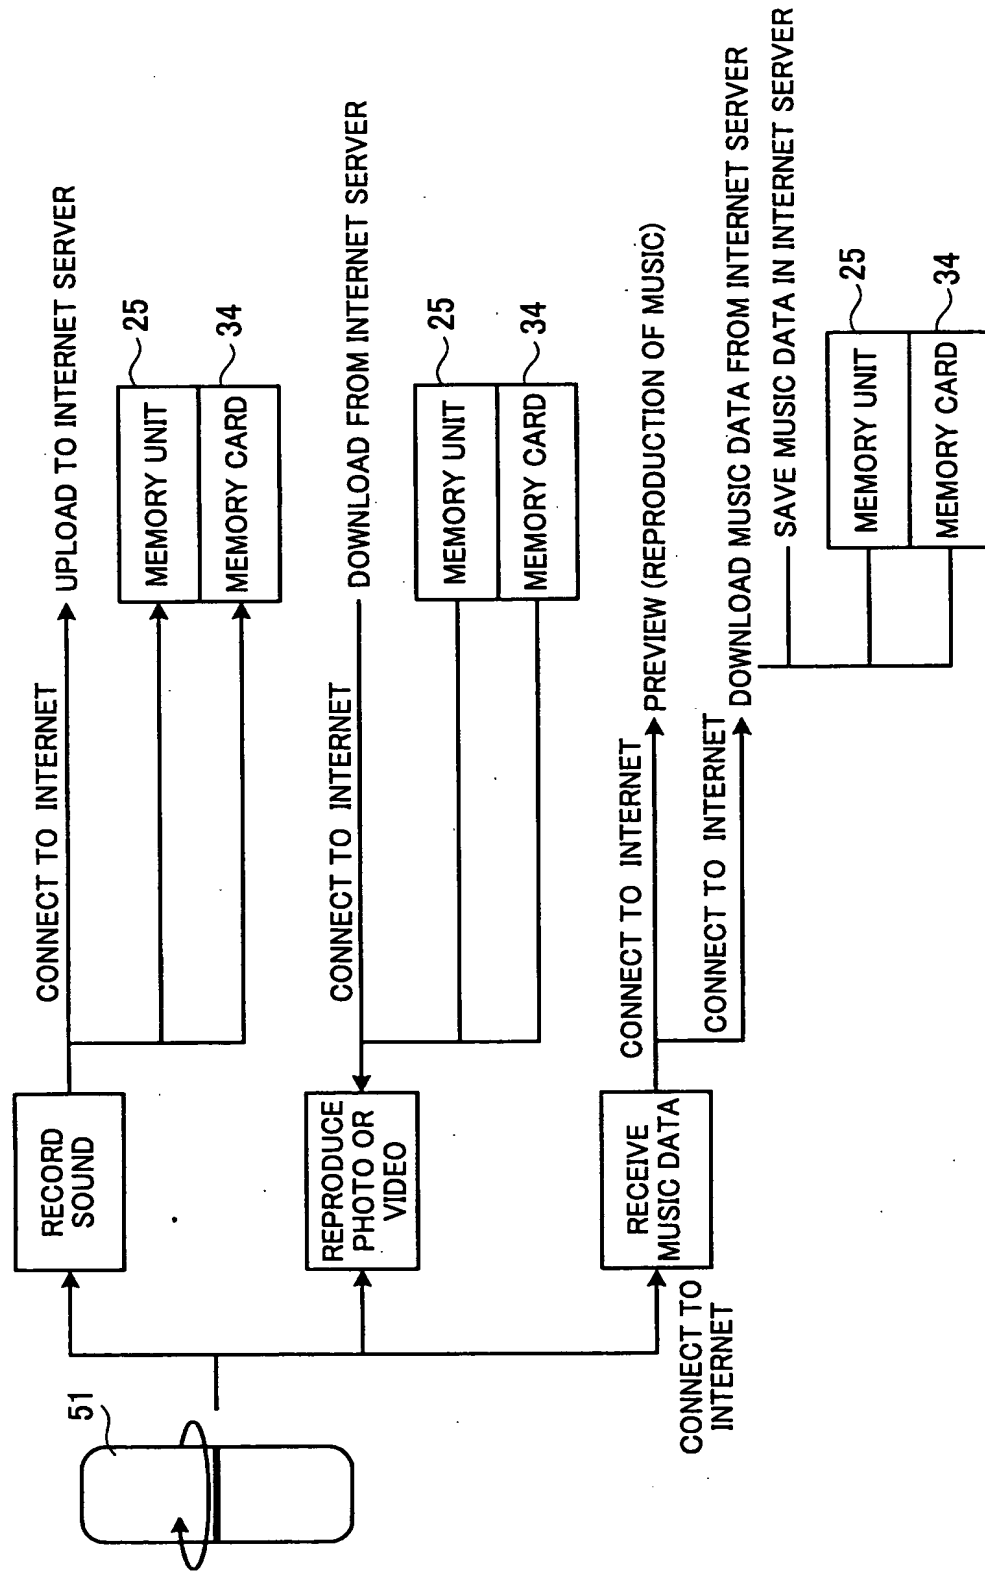 51
RECORD
SOUND
CONNECT TO INTERNET
UPLOAD TO INTERNET SERVER
MEMORY UNIT
25
MEMORY CARD
34
REPRODUCE
PHOTO OR
VIDEO
CONNECT TO INTERNET
DOWNLOAD FROM INTERNET SERVER
MEMORY UNIT
25
MEMORY CARD
34
CONNECT TO
INTERNET
RECEIVE
MUSIC DATA
CONNECT TO INTERNET
PREVIEW (REPRODUCTION OF MUSIC)
CONNECT TO INTERNET
DOWNLOAD MUSIC DATA FROM INTERNET SERVER
SAVE MUSIC DATA IN INTERNET SERVER
MEMORY UNIT
25
MEMORY CARD
34